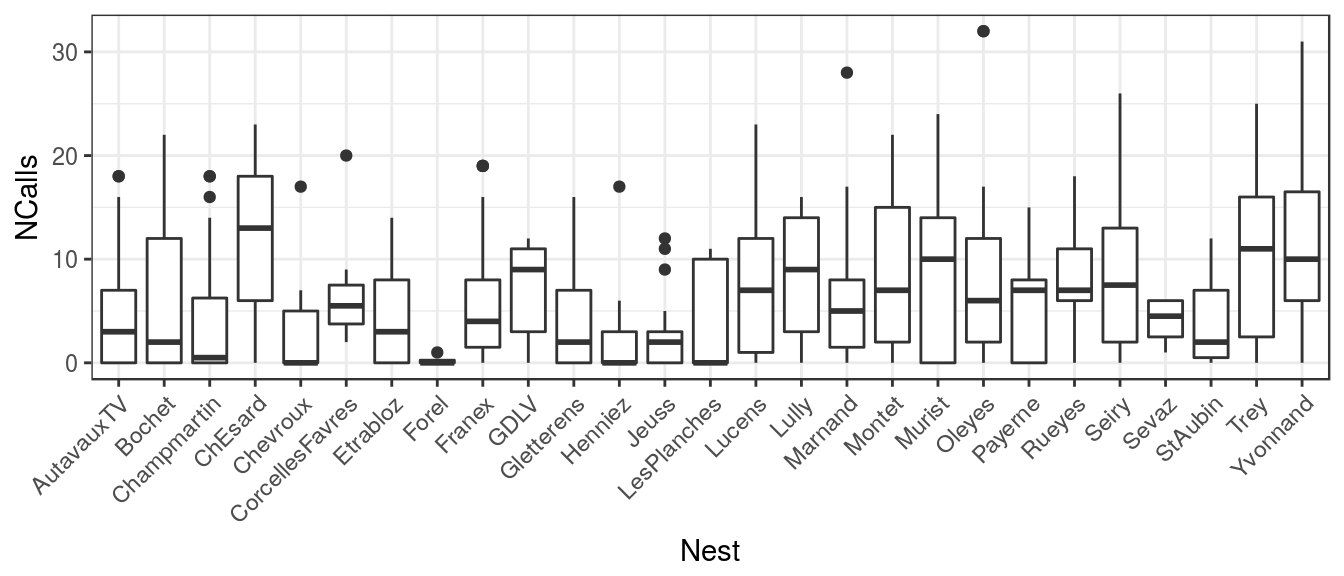 NCalls
30
20
10
0
AutavauxTV
Bochet
Champmartin
ChEsard
Chevroux
CorcellesFavres
Etrabloz
Forel
Franex
GDLV
Gletterens
Henniez
Jeuss
LesPlanches
Lucens
Lully
Marnand
Montet
Murist
Oleyes
Payerne
Rueyes
Seiry
Sevaz
StAubin
Trey
Yvonnand
Nest